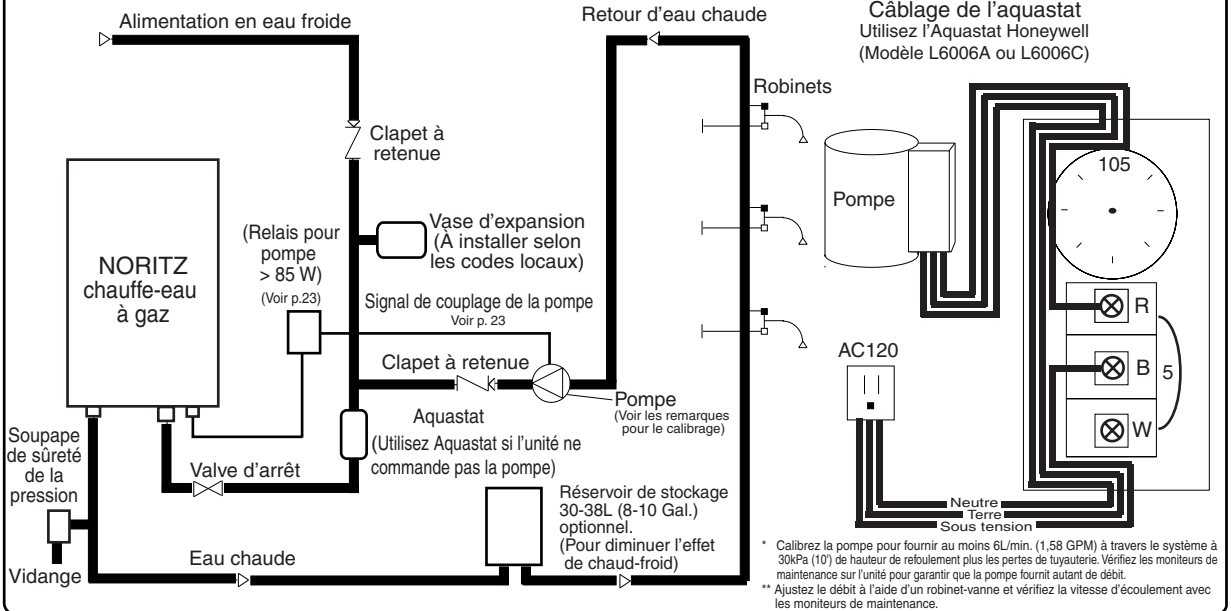 Alimentation en eau froide
Retour d'eau chaude
Câblage de l'aquastat
Utilisez l'Aquastat Honeywell
(Modèle L6006A ou L6006C)
Robinets
Clapet à
retenue
NORITZ
chauffe-eau
à gaz
(Relais pour
pompe
> 85 W)
(Voir p.23)
Vase d'expansion
(À installer selon
les codes locaux)
Signal de couplage de la pompe
Voir p. 23
Clapet à retenue
Pompe
(Voir les remarques
pour le calibrage)
Aquastat
(Utilisez Aquastat si l'unité ne
commande pas la pompe)
Soupape
de sûreté
de la
pression
Valve d'arrêt
Vidange
Eau chaude
Réservoir de stockage
30-38L (8-10 Gal.)
optionnel.
(Pour diminuer l'effet
de chaud-froid)
Pompe
105
R
B
5
W
AC120
Neutre
Terre
Sous tension
* Calibrez la pompe pour fournir au moins 6L/min. (1,58 GPM) à travers le système à
30kPa (10') de hauteur de refoulement plus les pertes de tuyauterie. Vérifiez les moniteurs de
maintenance sur l'unité pour garantir que la pompe fournit autant de débit.
** Ajustez le débit à l'aide d'un robinet-vanne et vérifiez la vitesse d'écoulement avec
les moniteurs de maintenance.